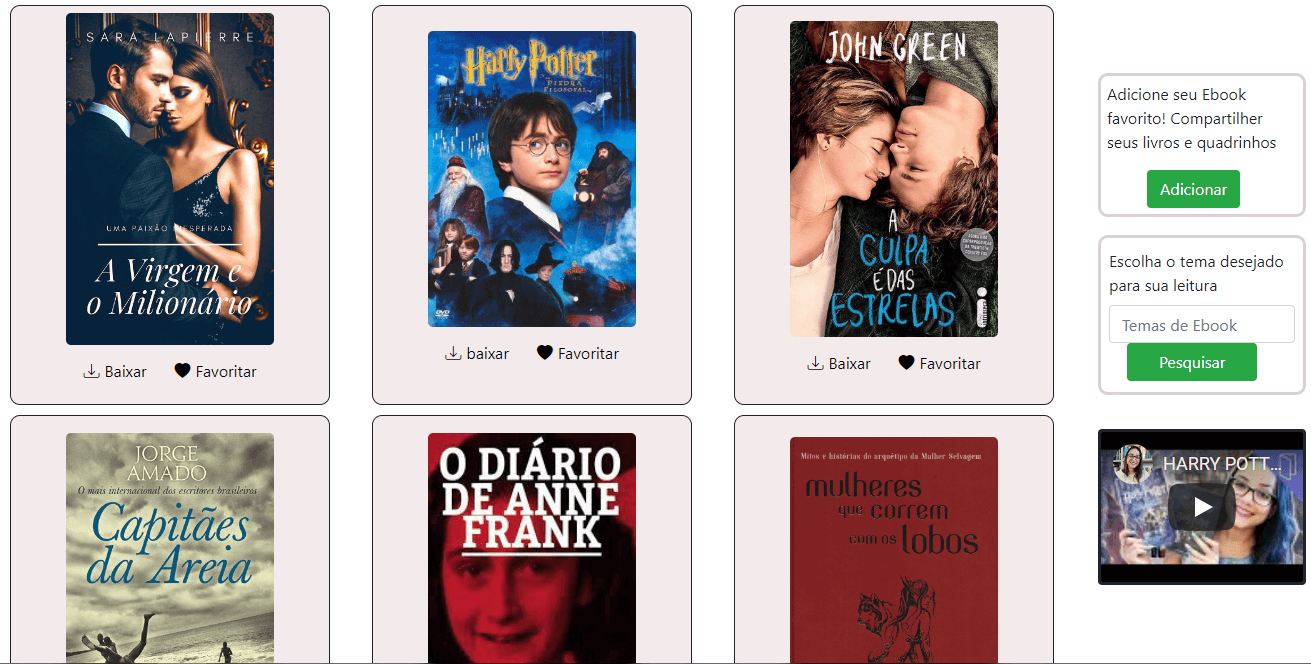 SARA LAPIERRE
UMA PAIXÃO INESPERADA
A Virgem e
o Milionário
Baixar
Favoritar
Harry Potter
PEDRA
FILOSOFAL
DVD
baixar
Favoritar
JOHN GREEN
A
CULPA
É DAS
ESTRELAS
Baixar
Favoritar
Adicione seu Ebook
favorito! Compartilher
seus livros e quadrinhos
Adicionar
Escolha o tema desejado
para sua leitura
Temas de Ebook
Pesquisar
JORGE
AMADO
O mais internacional dos escritores brasileiros
Capitães
da Areia
O DIÁRIO
DE ANNE
FRANK
Mitos e histórias do arquétipo da Mulher Selvagem
mulheres
que correm
com os lobos
HARRY POTT...